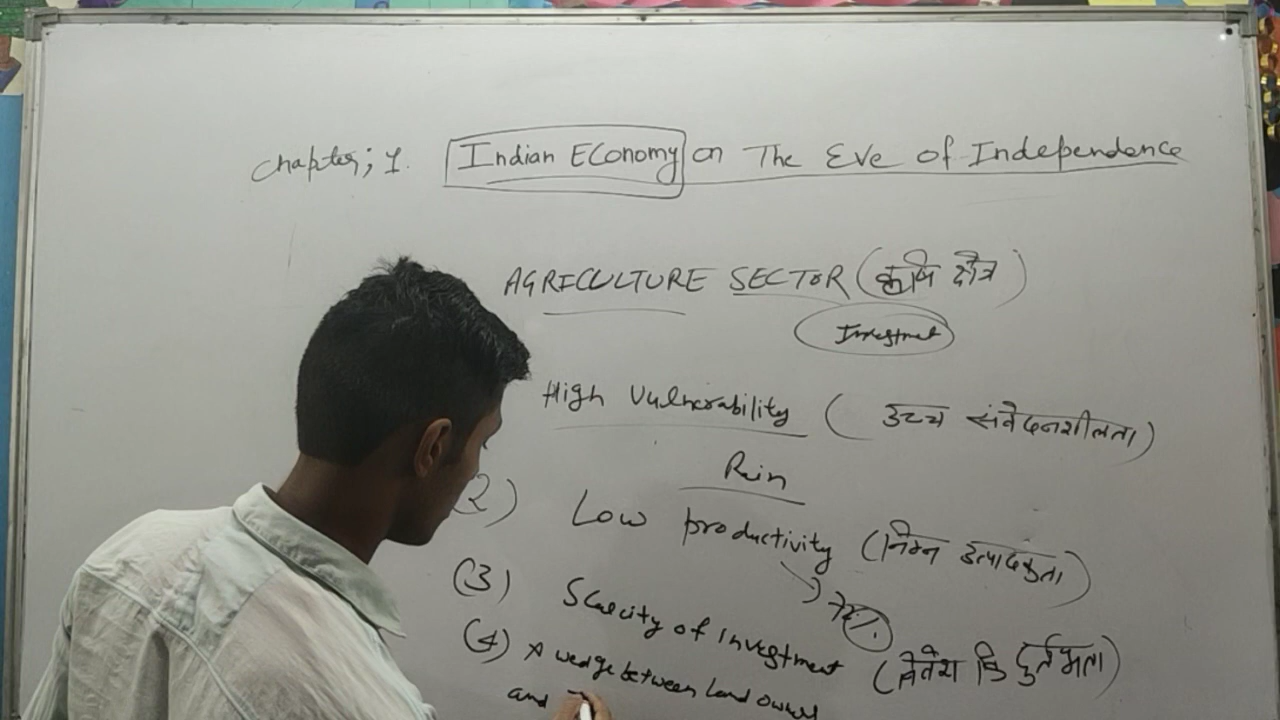 Chapter; 1. Indian Economy on The Eve of Independence
AGRICULTURE SECTOR (कृषि क्षेत्र)
Investment
High Vulnerability ( उच्च संवेदनशीलता)
Rain
2) Low productivity (निम्न उत्पादकता)
(3) Scarcity of Investment (निवेश कि दुर्लभता)
(4) A wedge between Land owner
and